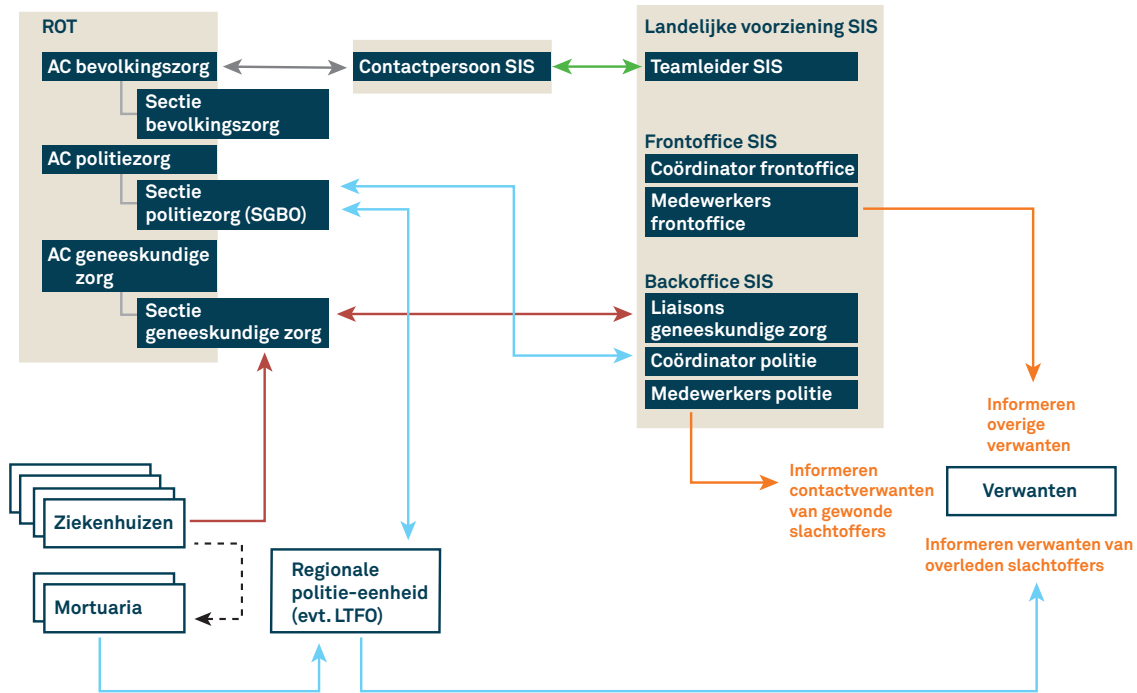 ROT
AC bevolkingszorg
Sectie
bevolkingszorg
AC politiezorg
Sectie
politiezorg (SGBO)
AC geneeskundige
zorg
Sectie
geneeskundige zorg
Contactpersoon SIS
Landelijke voorziening SIS
Teamleider SIS
Frontoffice SIS
Coördinator frontoffice
Medewerkers
frontoffice
Backoffice SIS
Liaisons
geneeskundige zorg
Coördinator politie
Medewerkers politie
Informeren
overige
verwanten
Informeren
contactverwanten
van gewonde
slachtoffers
Verwanten
Informeren verwanten van
overleden slachtoffers
Ziekenhuizen
Mortuaria
Regionale
politie-eenheid
(evt. LTFO)